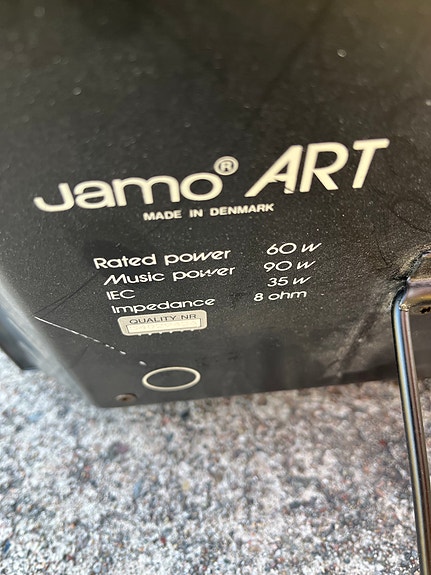 Jamo® ART
MADE IN DENMARK
Rated power 60 W
Music power 90 W
IEC 35 W
Impedance 8 ohm
QUALITY NR.